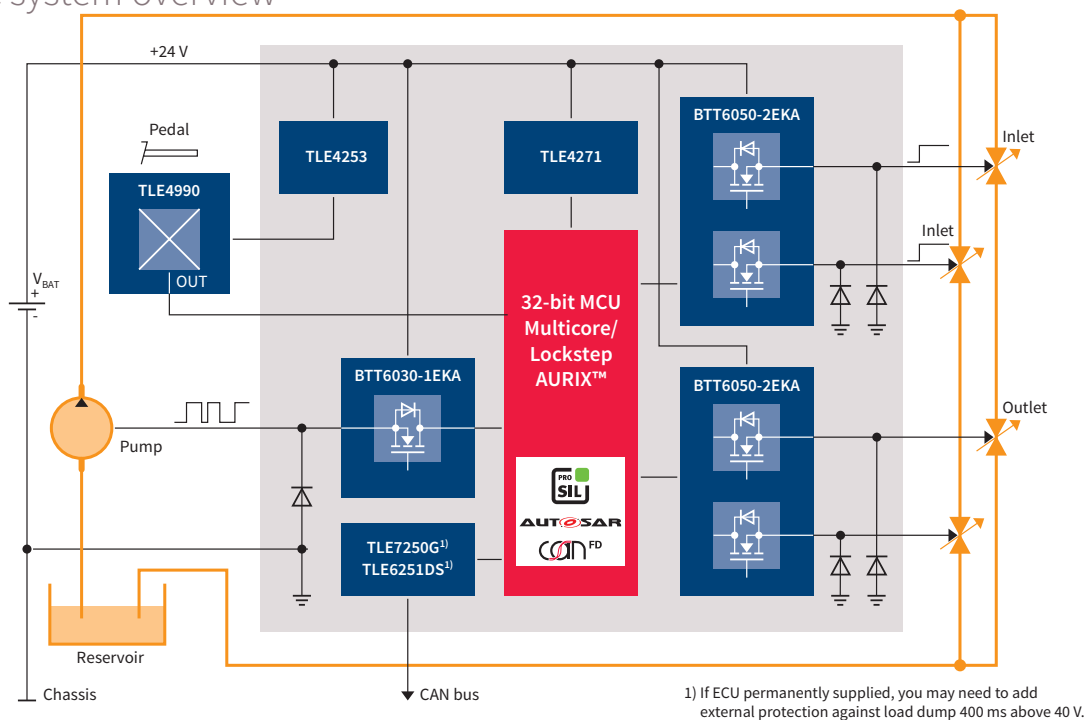 system overview
+24 V
Pedal
TLE4990
OUT
TLE4253
TLE4271
BTT6050-2EKA
Inlet
Inlet
V_BAT
+
-
32-bit MCU
Multicore/
Lockstep
AURIX™
BTT6030-1EKA
BTT6050-2EKA
Outlet
Pump
PRO
SIL
AUTOSAR
CAN FD
TLE7250G¹⁾
TLE6251DS¹⁾
Reservoir
Chassis
CAN bus
1) If ECU permanently supplied, you may need to add
external protection against load dump 400 ms above 40 V.